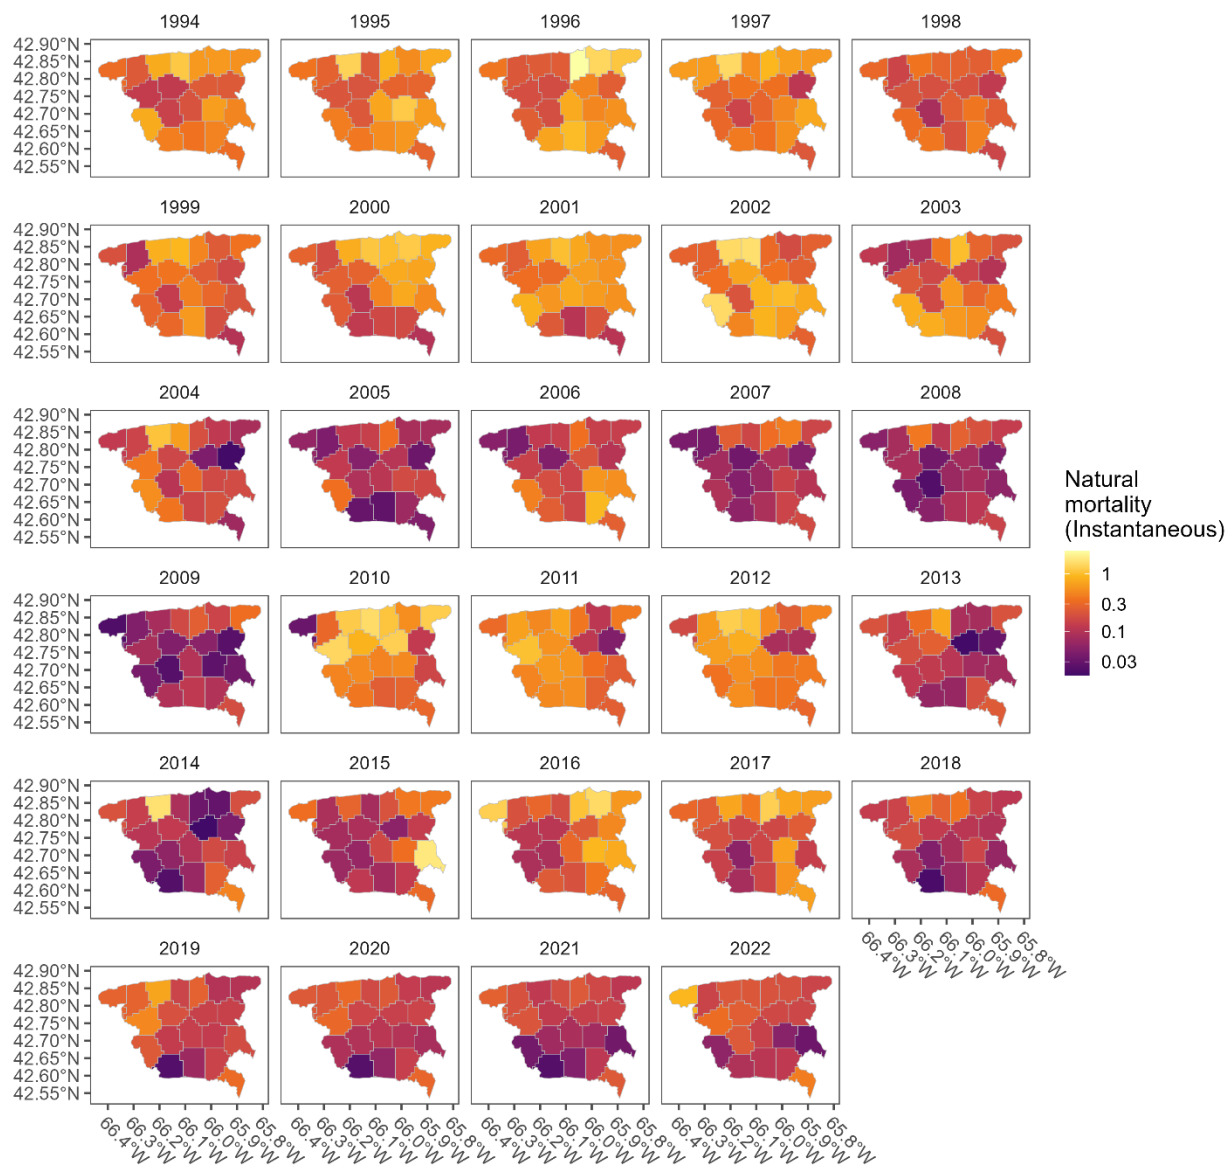 1994 1995 1996 1997 1998
42.90°N
42.85°N
42.80°N
42.75°N
42.70°N
42.65°N
42.60°N
42.55°N
1999 2000 2001 2002 2003
42.90°N
42.85°N
42.80°N
42.75°N
42.70°N
42.65°N
42.60°N
42.55°N
2004 2005 2006 2007 2008
42.90°N
42.85°N
42.80°N
42.75°N
42.70°N
42.65°N
42.60°N
42.55°N
Natural
mortality
(Instantaneous)
1
0.3
0.1
0.03
2009 2010 2011 2012 2013
42.90°N
42.85°N
42.80°N
42.75°N
42.70°N
42.65°N
42.60°N
42.55°N
2014 2015 2016 2017 2018
42.90°N
42.85°N
42.80°N
42.75°N
42.70°N
42.65°N
42.60°N
42.55°N
66.4°W 66.3°W 66.2°W 66.1°W 66.0°W 65.9°W 65.8°W
2019 2020 2021 2022
42.90°N
42.85°N
42.80°N
42.75°N
42.70°N
42.65°N
42.60°N
42.55°N
66.4°W 66.3°W 66.2°W 66.1°W 66.0°W 65.9°W 65.8°W 66.4°W 66.3°W 66.2°W 66.1°W 66.0°W 65.9°W 65.8°W 66.4°W 66.3°W 66.2°W 66.1°W 66.0°W 65.9°W 65.8°W 66.4°W 66.3°W 66.2°W 66.1°W 66.0°W 65.9°W 65.8°W